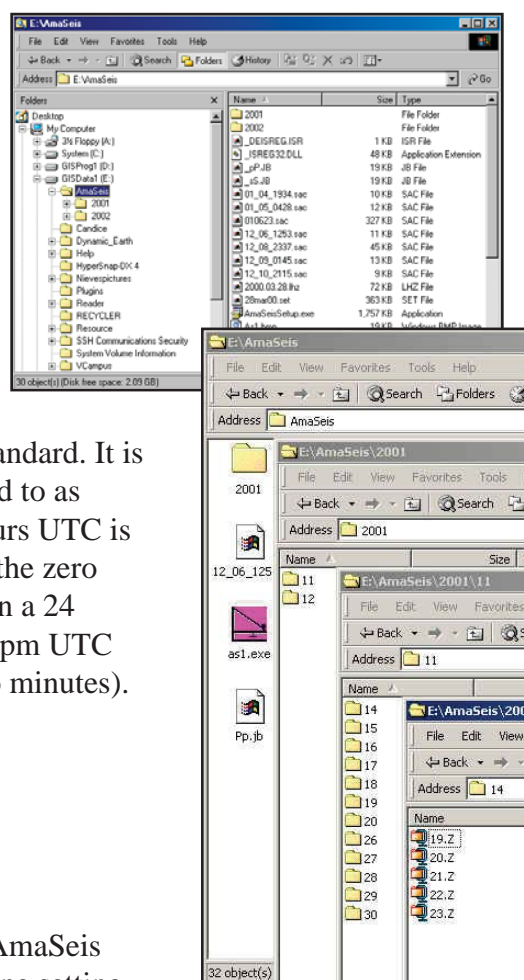 E:\AmaSeis
File Edit View Favorites Tools Help
Back Search Folders History
Address E:\AmaSeis Go
Folders
Desktop
My Computer
3½ Floppy (A:)
System (C:)
GISProg1 (D:)
GISData1 (E:)
AmaSeis
2001
2002
Candice
Dynamic_Earth
Help
HyperSnap-DX 4
Nievespictures
Plugins
Reader
RECYCLER
Resource
SSH Communications Security
System Volume Information
VCampus
Name Size Type
2001 File Folder
2002 File Folder
_DEISREG.ISR 1 KB ISR File
_ISREG32.DLL 48 KB Application Extension
_pP.JB 19 KB JB File
_sS.JB 19 KB JB File
01_04_1934.sac 10 KB SAC File
01_05_0428.sac 12 KB SAC File
010623.sac 327 KB SAC File
12_06_1253.sac 11 KB SAC File
12_08_2337.sac 45 KB SAC File
12_09_0145.sac 13 KB SAC File
12_10_2115.sac 9 KB SAC File
2000.03.28.lhz 72 KB LHZ File
28mar00.set 363 KB SET File
AmaSeisSetup.exe 1,757 KB Application
As1.bmp 19 KB Windows BMP Image
30 object(s) (Disk free space: 2.09 GB)
E:\AmaSeis
File Edit View Favorites Tools Help
Back Search Folders
Address AmaSeis
2001
12_06_125
as1.exe
Pp.jb
32 object(s)
E:\AmaSeis\2001
File Edit View Favorites Tools
Back Search
Address 2001
Name Size
11
12
E:\AmaSeis\2001\11
File Edit View Favorites
Back S
Address 11
Name
14
15
16
17
18
19
20
26
27
28
29
30
E:\AmaSeis\200
File Edit View
Back
Address 14
Name
19.Z
20.Z
21.Z
22.Z
23.Z
andard. It is
d to as
urs UTC is
the zero
n a 24
pm UTC
minutes).
AmaSeis
setting